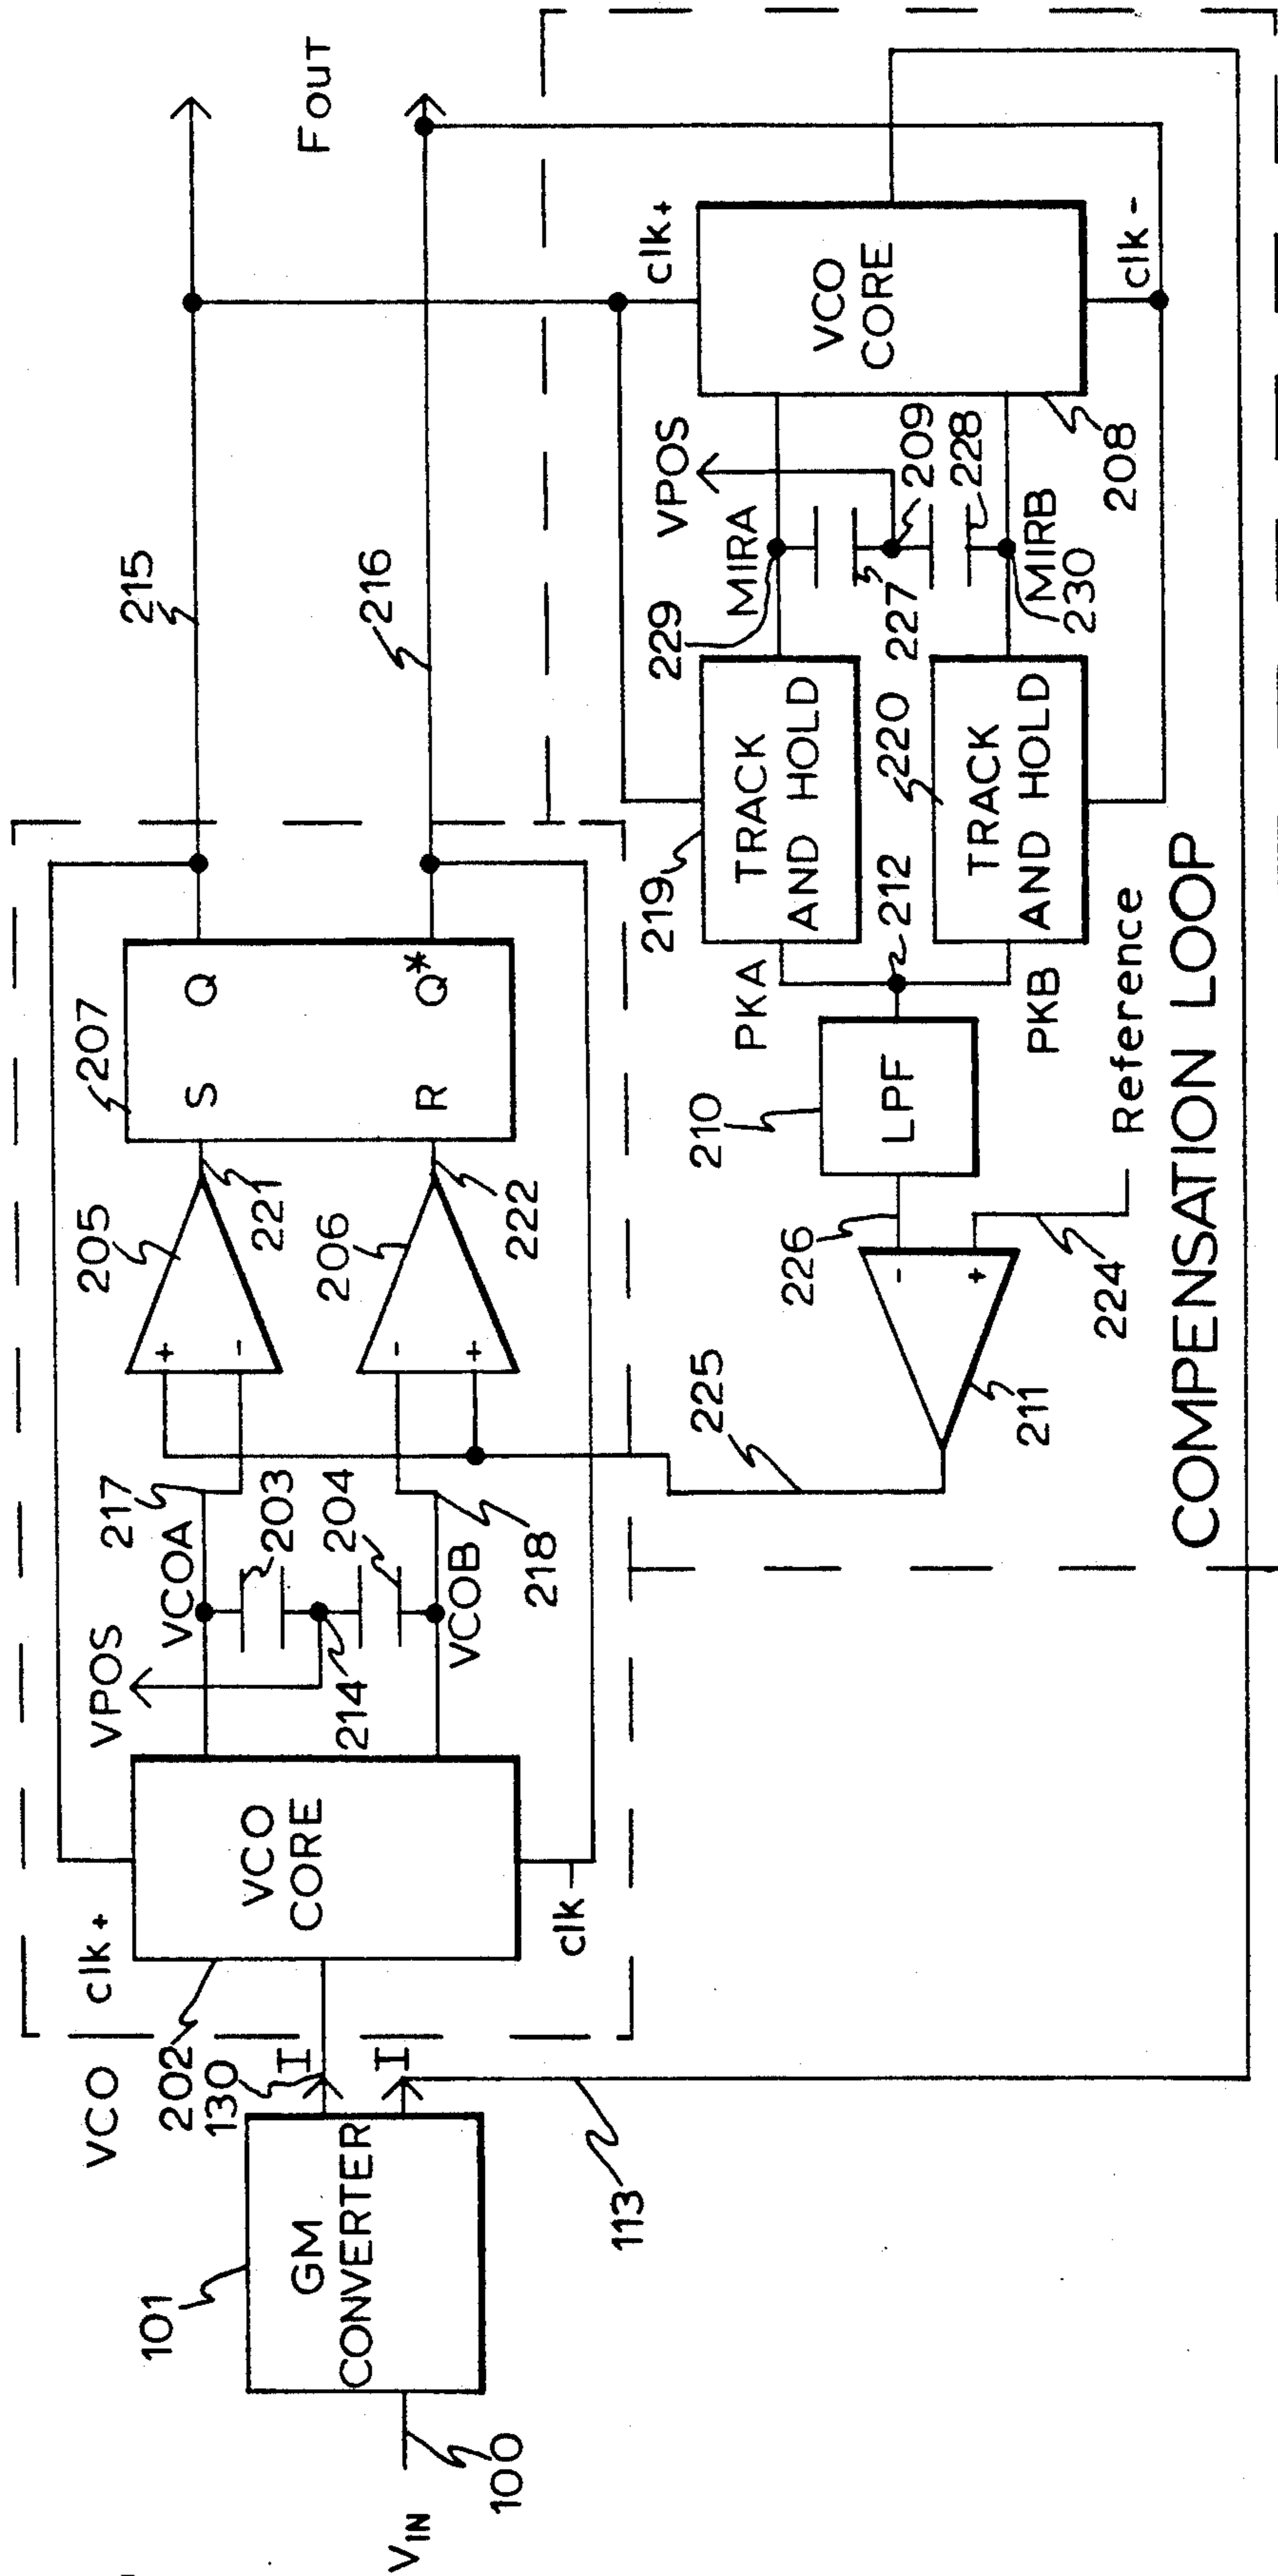 VIN
100
101
GM
CONVERTER
130
I
I
113
VCO
202
clk +
VCO
CORE
clk-
VPOS
214
VCOA
203
204
VCOB
217
218
205
+
-
206
-
+
221
222
207
S
Q
R
Q*
215
216
FOUT
225
211
-
+
226
224
Reference
210
LPF
PKA
212
PKB
219
TRACK
AND HOLD
220
TRACK
AND HOLD
229
MIRA
227
VPOS
209
228
MIRB
230
clk+
VCO
CORE
clk -
208
COMPENSATION LOOP